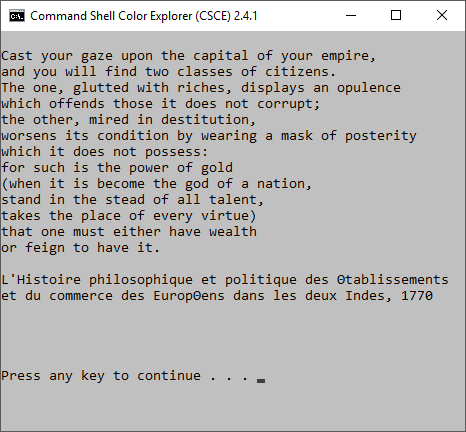 Command Shell Color Explorer (CSCE) 2.4.1
Cast your gaze upon the capital of your empire,
and you will find two classes of citizens.
The one, glutted with riches, displays an opulence
which offends those it does not corrupt;
the other, mired in destitution,
worsens its condition by wearing a mask of posterity
which it does not possess:
for such is the power of gold
(when it is become the god of a nation,
stand in the stead of all talent,
takes the place of every virtue)
that one must either have wealth
or feign to have it.
L'Histoire philosophique et politique des Θtablissements
et du commerce des EuropΘens dans les deux Indes, 1770
Press any key to continue . . .